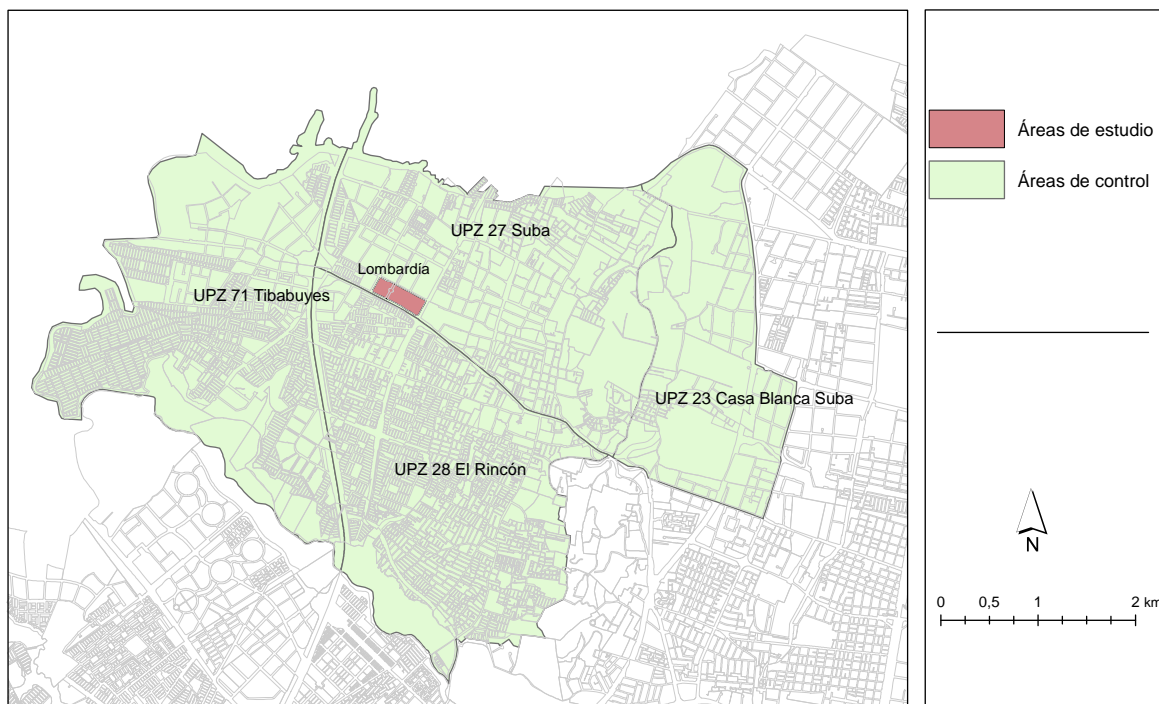 UPZ 27 Suba
Lombardía
UPZ 71 Tibabuyes
UPZ 23 Casa Blanca Suba
UPZ 28 El Rincón
Áreas de estudio
Áreas de control
N
0 0,5 1 2 km